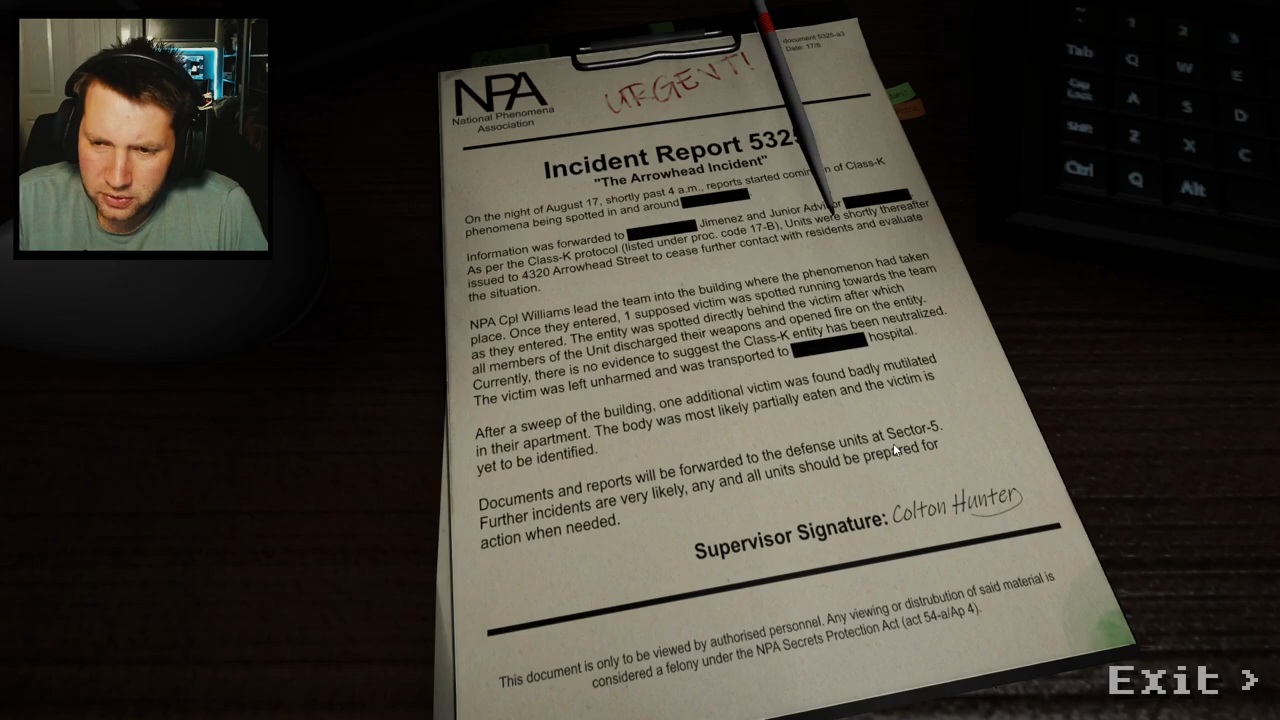 document 5325-a3
Date: 17/8
NPA
National Phenomena
Association
URGENT!
Incident Report 5325
"The Arrowhead Incident"
On the night of August 17, shortly past 4 a.m., reports started coming of Class-K
phenomena being spotted in and around
Information was forwarded to Jimenez and Junior Advisor
As per the Class-K protocol (listed under proc. code 17-B), Units were shortly thereafter
issued to 4320 Arrowhead Street to cease further contact with residents and evaluate
the situation.
NPA Cpl Williams lead the team into the building where the phenomenon had taken
place. Once they entered, 1 supposed victim was spotted running towards the team
as they entered. The entity was spotted directly behind the victim after which
all members of the Unit discharged their weapons and opened fire on the entity.
Currently, there is no evidence to suggest the Class-K entity has been neutralized.
The victim was left unharmed and was transported to hospital.
After a sweep of the building, one additional victim was found badly mutilated
in their apartment. The body was most likely partially eaten and the victim is
yet to be identified.
Documents and reports will be forwarded to the defense units at Sector-5.
Further incidents are very likely, any and all units should be prepared for
action when needed.
Supervisor Signature: Colton Hunter
This document is only to be viewed by authorised personnel. Any viewing or distrubution of said material is
considered a felony under the NPA Secrets Protection Act (act 54-a/Ap 4).
1 2 3
Tab Q W E
A S D
Z X C
Ctrl Q Alt
Exit >